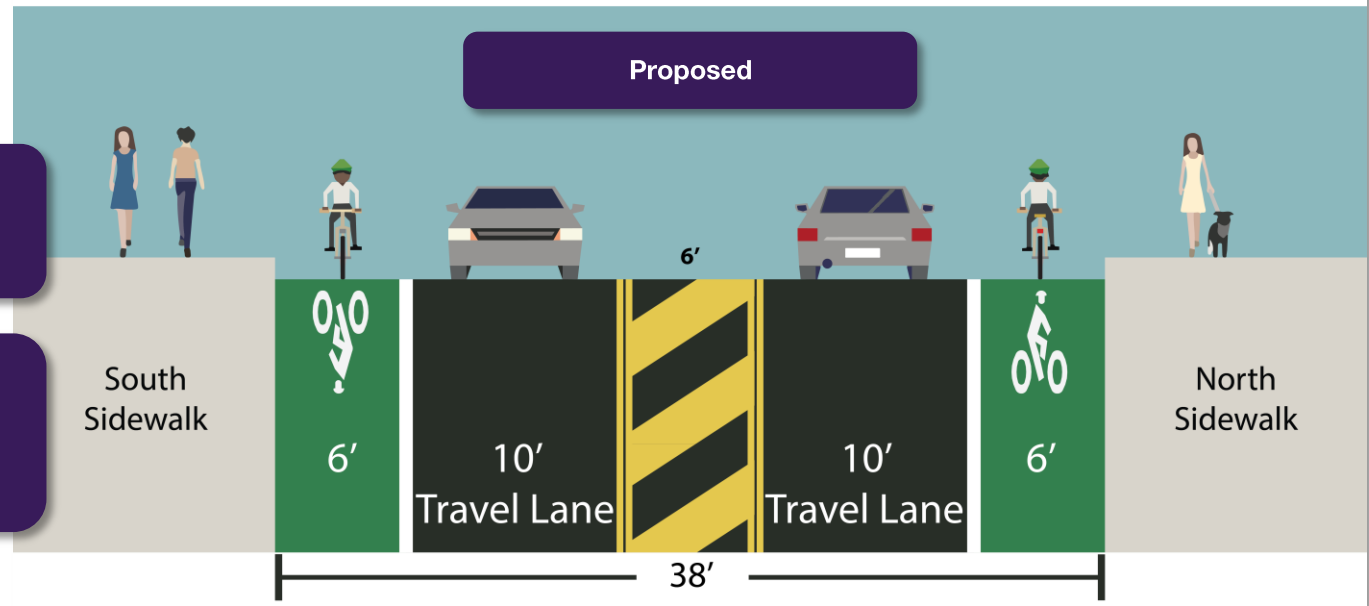 Proposed
6’
South
Sidewalk
6’
10’
Travel Lane
10’
Travel Lane
6’
North
Sidewalk
38’